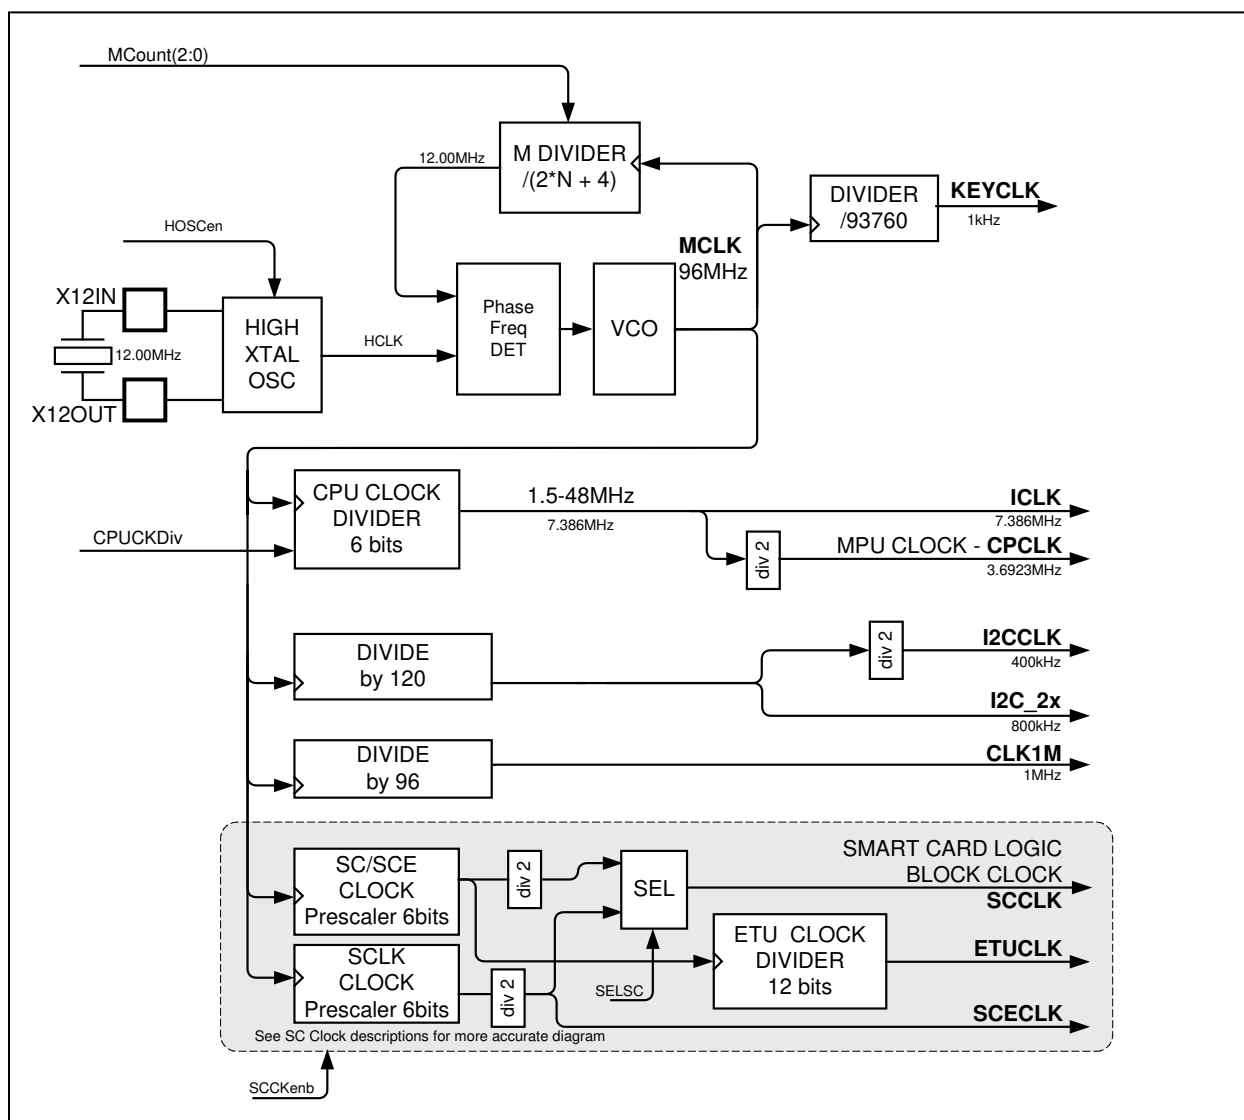 MCount(2:0)
M DIVIDER
/(2*N + 4)
12.00MHz
DIVIDER
/93760
KEYCLK
1kHz
HOSCen
MCLK
96MHz
X12IN
12.00MHz
X12OUT
HIGH
XTAL
OSC
HCLK
Phase
Freq
DET
VCO
CPU CLOCK
DIVIDER
6 bits
CPUCKDiv
1.5-48MHz
7.386MHz
ICLK
7.386MHz
div 2
MPU CLOCK - CPCLK
3.6923MHz
DIVIDE
by 120
div 2
I2CCLK
400kHz
I2C_2x
800kHz
DIVIDE
by 96
CLK1M
1MHz
SC/SCE
CLOCK
Prescaler 6bits
div 2
SEL
SMART CARD LOGIC
BLOCK CLOCK
SCCLK
SCLK
CLOCK
Prescaler 6bits
div 2
SELSC
ETU CLOCK
DIVIDER
12 bits
ETUCLK
SCECLK
See SC Clock descriptions for more accurate diagram
SCCKenb